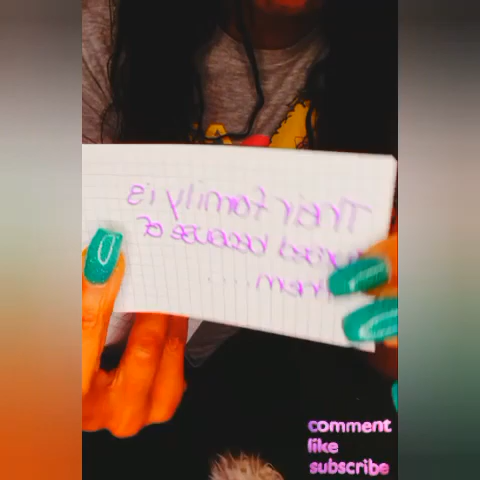 Their family is
because of
them.....
comment
like
subscribe